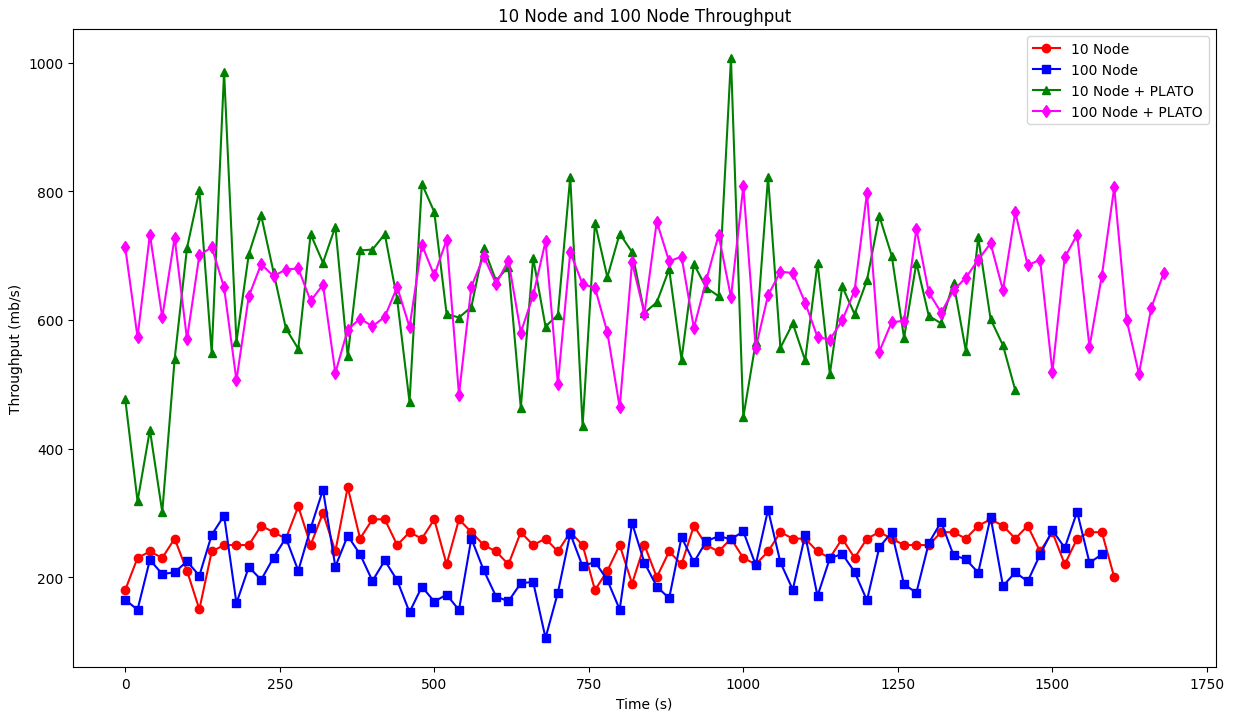 10 Node and 100 Node Throughput
10 Node
100 Node
10 Node + PLATO
100 Node + PLATO
Throughput (mb/s)
1000
800
600
400
200
0 250 500 750 1000 1250 1500 1750
Time (s)